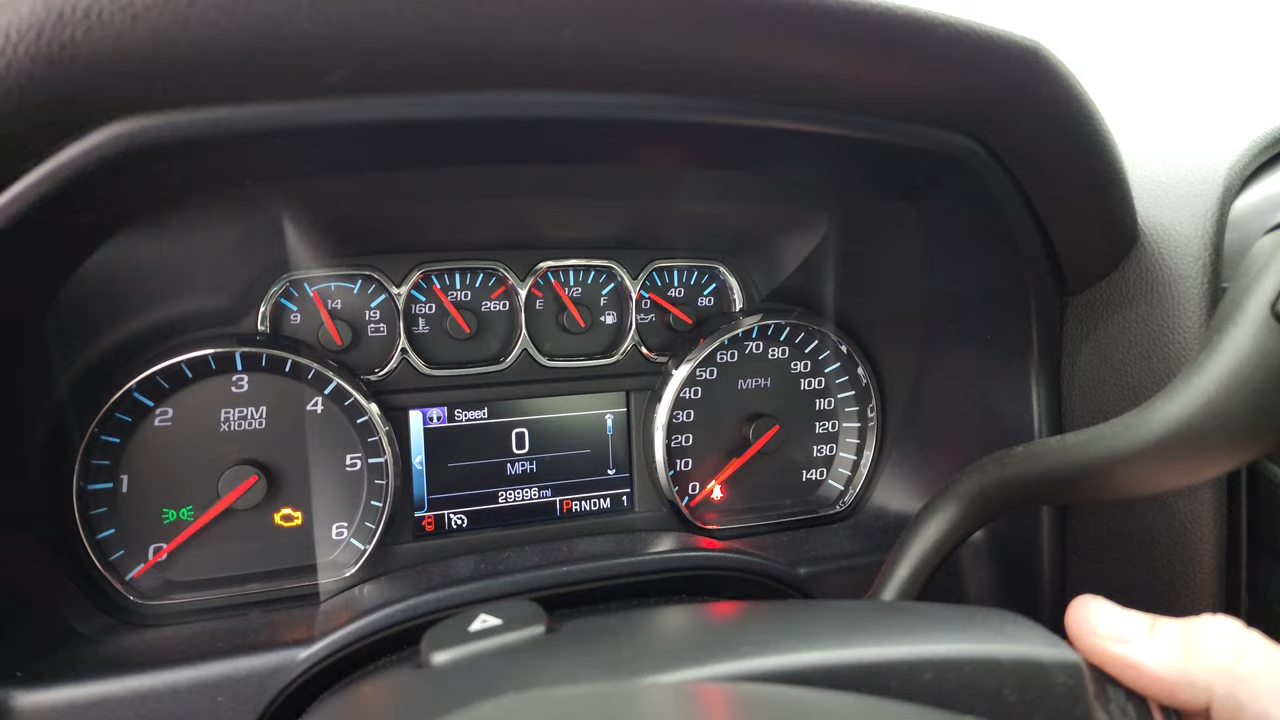 9 14 19
160 210 260
E 1/2 F
0 40 80
0 1 2 3 4 5 6
RPM
X1000
Speed
0
MPH
29996 mi
PRNDM 1
0 10 20 30 40 50 60 70 80 90 100 110 120 130 140
MPH